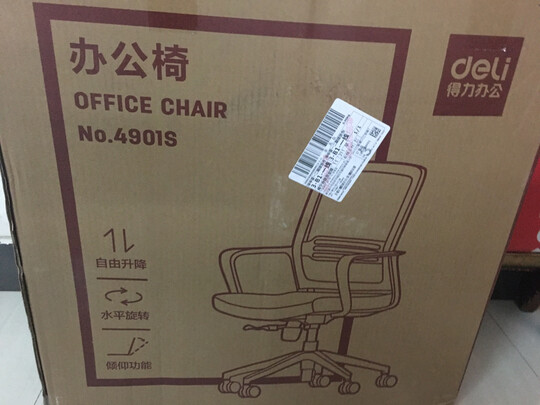 办公椅
OFFICE CHAIR
No.4901S
deli
得力办公
自由升降
水平旋转
倾仰功能